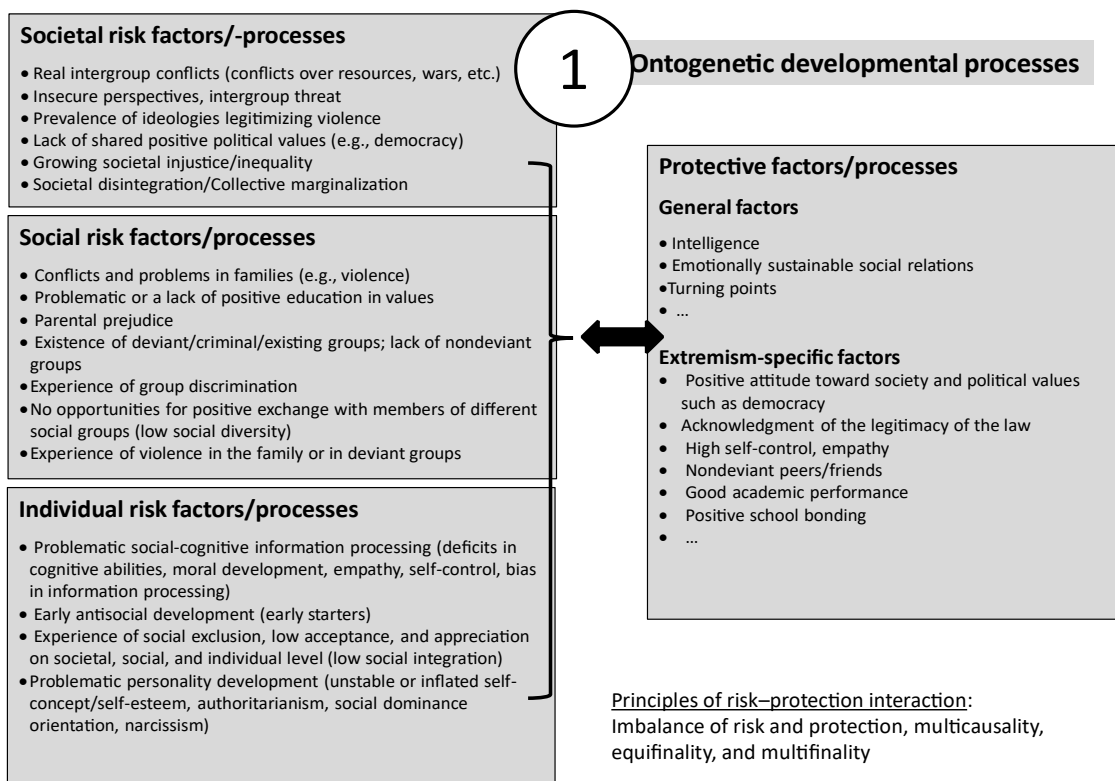 Societal risk factors/-processes
• Real intergroup conflicts (conflicts over resources, wars, etc.)
• Insecure perspectives, intergroup threat
• Prevalence of ideologies legitimizing violence
• Lack of shared positive political values (e.g., democracy)
• Growing societal injustice/inequality
• Societal disintegration/Collective marginalization
Social risk factors/processes
• Conflicts and problems in families (e.g., violence)
• Problematic or a lack of positive education in values
• Parental prejudice
• Existence of deviant/criminal/existing groups; lack of nondeviant
groups
• Experience of group discrimination
• No opportunities for positive exchange with members of different
social groups (low social diversity)
• Experience of violence in the family or in deviant groups
Individual risk factors/processes
• Problematic social-cognitive information processing (deficits in
cognitive abilities, moral development, empathy, self-control, bias
in information processing)
• Early antisocial development (early starters)
• Experience of social exclusion, low acceptance, and appreciation
on societal, social, and individual level (low social integration)
• Problematic personality development (unstable or inflated self-
concept/self-esteem, authoritarianism, social dominance
orientation, narcissism)
1
Ontogenetic developmental processes
Protective factors/processes
General factors
• Intelligence
• Emotionally sustainable social relations
•Turning points
• ...
Extremism-specific factors
• Positive attitude toward society and political values
such as democracy
• Acknowledgment of the legitimacy of the law
• High self-control, empathy
• Nondeviant peers/friends
• Good academic performance
• Positive school bonding
• ...
Principles of risk–protection interaction:
Imbalance of risk and protection, multicausality,
equifinality, and multifinality